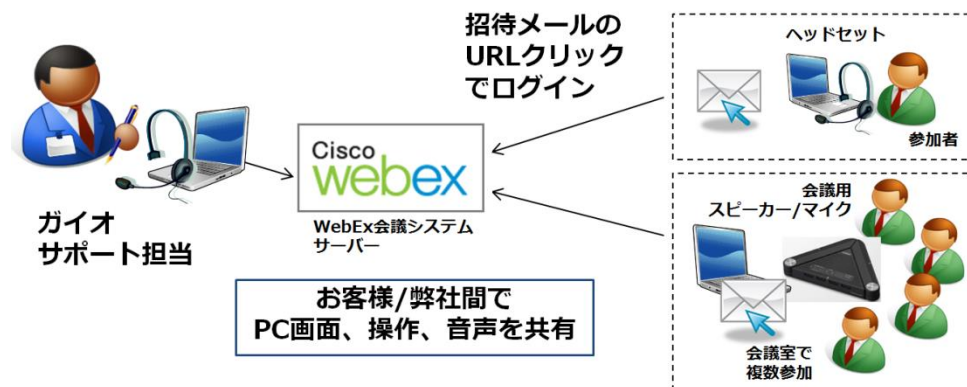 招待メールの
URLクリック
でログイン
ヘッドセット
参加者
Cisco
webex
WebEx会議システム
サーバー
ガイオ
サポート担当
会議用
スピーカー/マイク
会議室で
複数参加
お客様/弊社間で
PC画面、操作、音声を共有